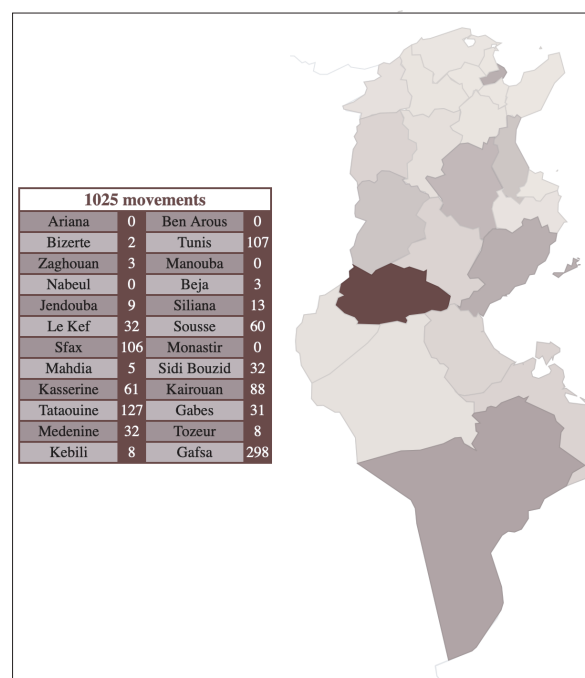 1025 movements
Ariana 0 Ben Arous 0
Bizerte 2 Tunis 107
Zaghouan 3 Manouba 0
Nabeul 0 Beja 3
Jendouba 9 Siliana 13
Le Kef 32 Sousse 60
Sfax 106 Monastir 0
Mahdia 5 Sidi Bouzid 32
Kasserine 61 Kairouan 88
Tataouine 127 Gabes 31
Medenine 32 Tozeur 8
Kebili 8 Gafsa 298